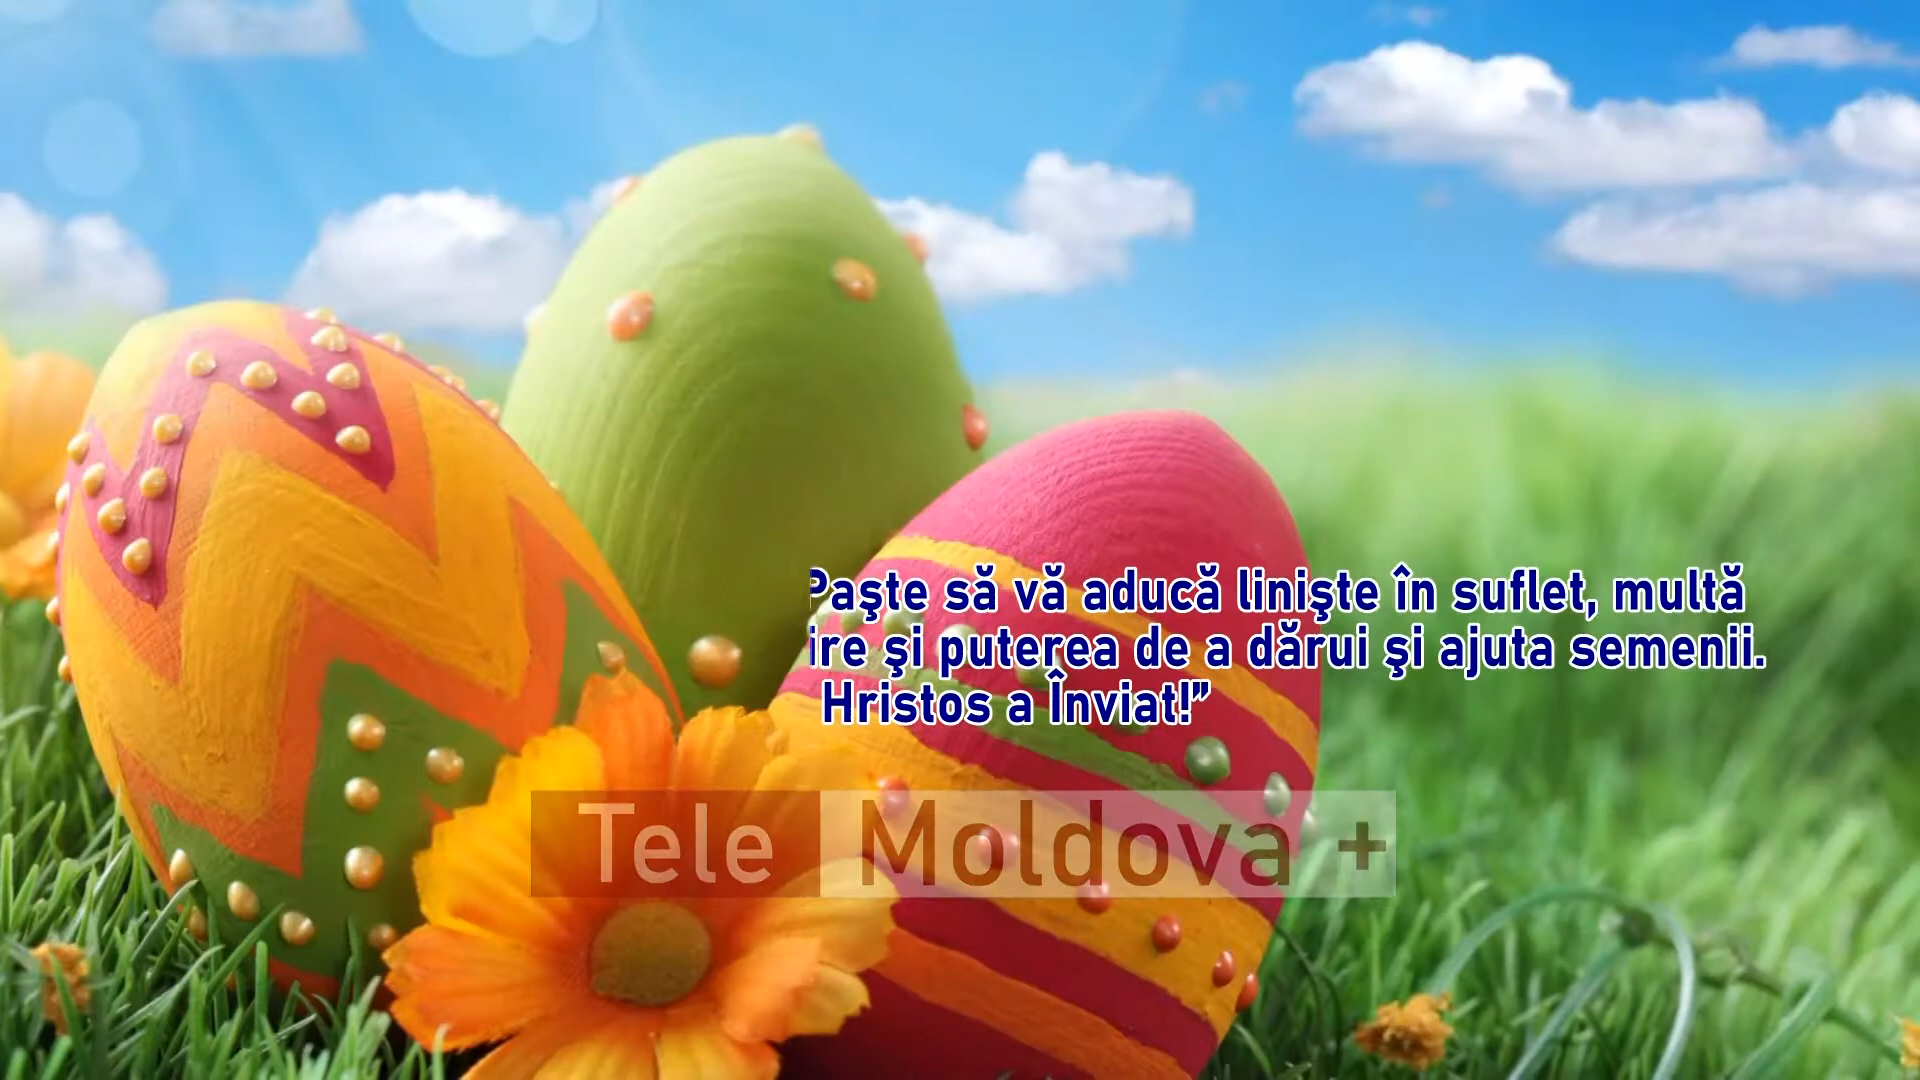 Paşte să vă aducă linişte în suflet, multă
ire şi puterea de a dărui şi ajuta semenii.
Hristos a Înviat!”
Tele Moldova +